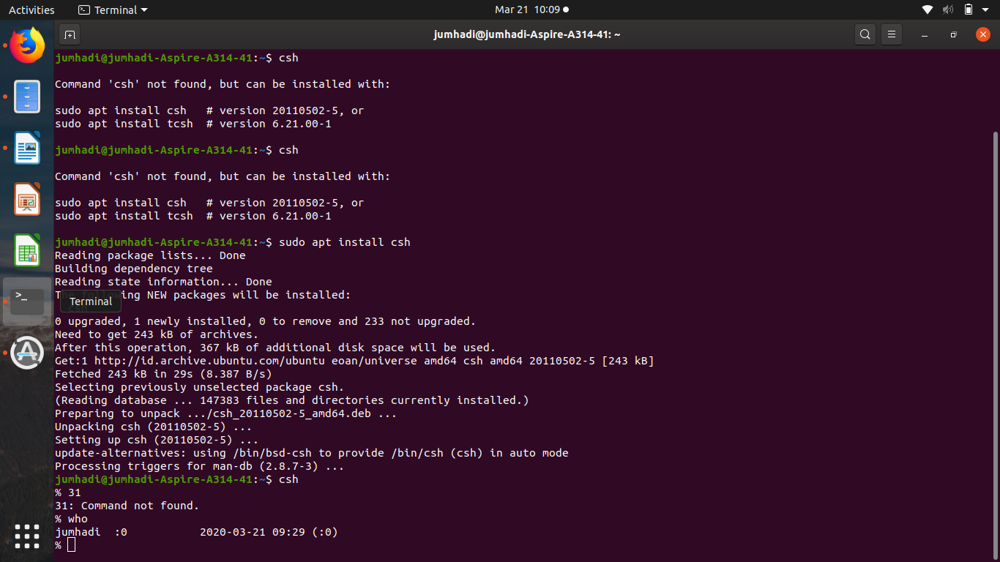 Activities Terminal Mar 21 10:09
jumhadi@jumhadi-Aspire-A314-41: ~
jumhadi@jumhadi-Aspire-A314-41:~$ csh
Command 'csh' not found, but can be installed with:
sudo apt install csh   # version 20110502-5, or
sudo apt install tcsh  # version 6.21.00-1
jumhadi@jumhadi-Aspire-A314-41:~$ csh
Command 'csh' not found, but can be installed with:
sudo apt install csh   # version 20110502-5, or
sudo apt install tcsh  # version 6.21.00-1
jumhadi@jumhadi-Aspire-A314-41:~$ sudo apt install csh
Reading package lists... Done
Building dependency tree
Reading state information... Done
The following NEW packages will be installed:
Terminal
csh
0 upgraded, 1 newly installed, 0 to remove and 233 not upgraded.
Need to get 243 kB of archives.
After this operation, 367 kB of additional disk space will be used.
Get:1 http://id.archive.ubuntu.com/ubuntu eoan/universe amd64 csh amd64 20110502-5 [243 kB]
Fetched 243 kB in 29s (8.387 B/s)
Selecting previously unselected package csh.
(Reading database ... 147383 files and directories currently installed.)
Preparing to unpack .../csh_20110502-5_amd64.deb ...
Unpacking csh (20110502-5) ...
Setting up csh (20110502-5) ...
update-alternatives: using /bin/bsd-csh to provide /bin/csh (csh) in auto mode
Processing triggers for man-db (2.8.7-3) ...
jumhadi@jumhadi-Aspire-A314-41:~$ csh
% 31
31: Command not found.
% who
jumhadi  :0           2020-03-21 09:29 (:0)
%